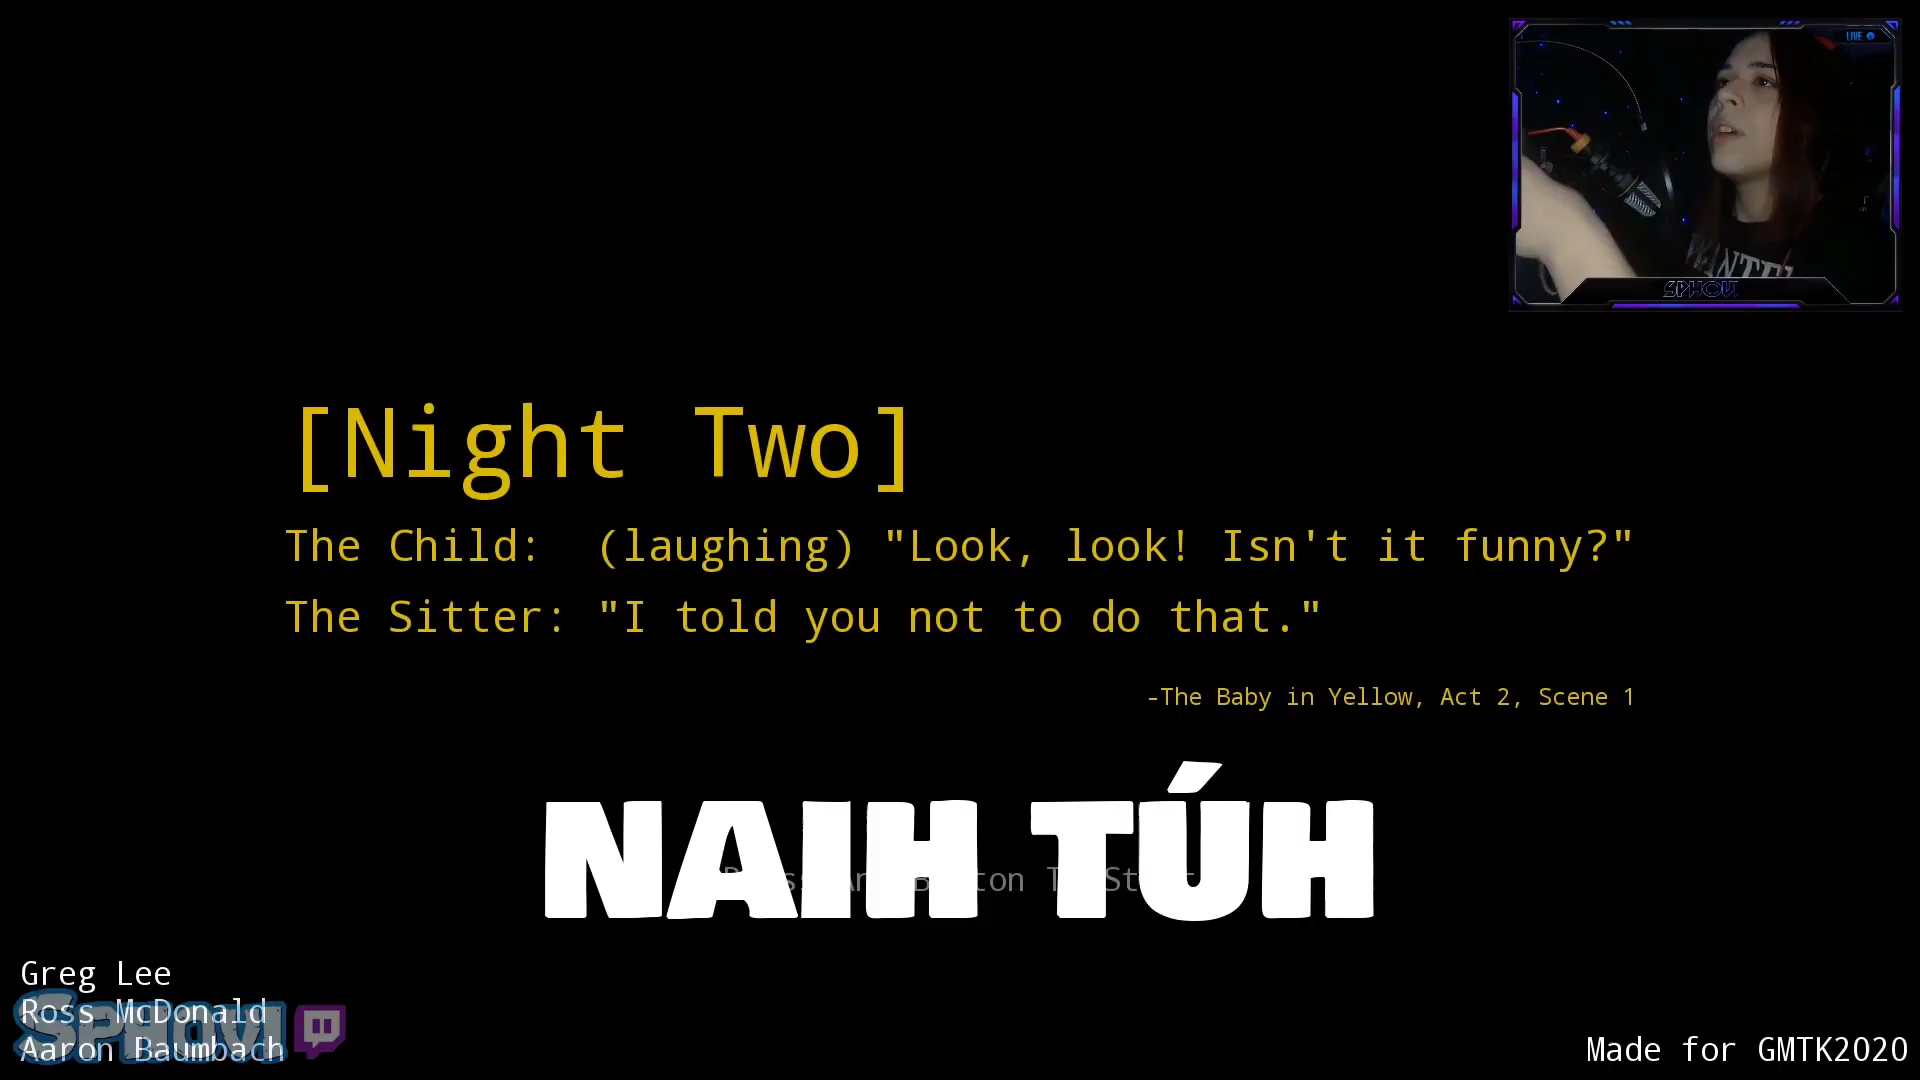 LIVE
SPHOVI
[Night Two]
The Child: (laughing) "Look, look! Isn't it funny?"
The Sitter: "I told you not to do that."
-The Baby in Yellow, Act 2, Scene 1
NAIH TÚH
Greg Lee
Ross McDonald
Aaron Baumbach
SPHOVI
Made for GMTK2020